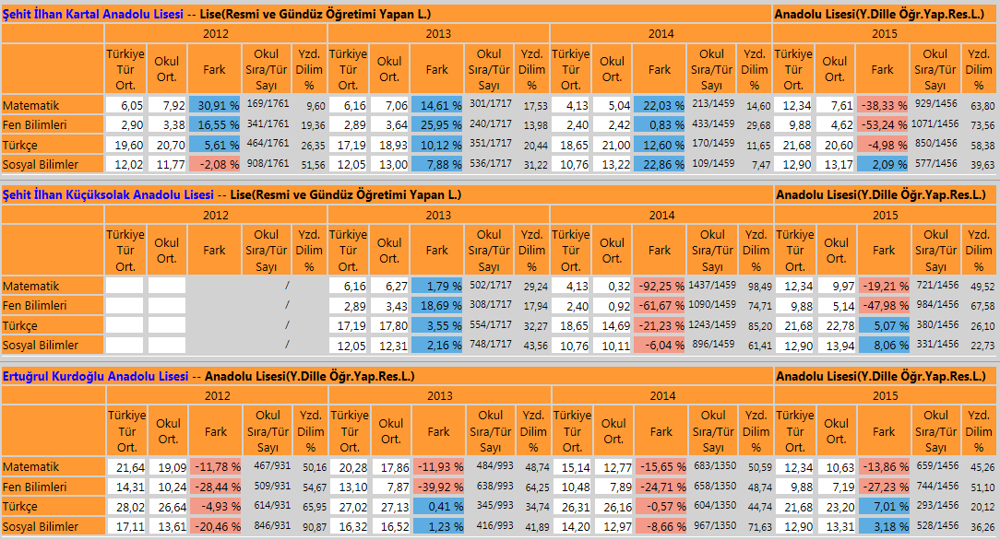 Şehit İlhan Kartal Anadolu Lisesi -- Lise(Resmi ve Gündüz Öğretimi Yapan L.) Anadolu Lisesi(Y.Dille Öğr.Yap.Res.L.)
2012 2013 2014 2015
Türkiye Tür Ort. Okul Ort. Fark Okul Sıra/Tür Sayı Yzd. Dilim % Türkiye Tür Ort. Okul Ort. Fark Okul Sıra/Tür Sayı Yzd. Dilim % Türkiye Tür Ort. Okul Ort. Fark Okul Sıra/Tür Sayı Yzd. Dilim % Türkiye Tür Ort. Okul Ort. Fark Okul Sıra/Tür Sayı Yzd. Dilim %
Matematik 6,05 7,92 30,91 % 169/1761 9,60 6,16 7,06 14,61 % 301/1717 17,53 4,13 5,04 22,03 % 213/1459 14,60 12,34 7,61 -38,33 % 929/1456 63,80
Fen Bilimleri 2,90 3,38 16,55 % 341/1761 19,36 2,89 3,64 25,95 % 240/1717 13,98 2,40 2,42 0,83 % 433/1459 29,68 9,88 4,62 -53,24 % 1071/1456 73,56
Türkçe 19,60 20,70 5,61 % 464/1761 26,35 17,19 18,93 10,12 % 351/1717 20,44 18,65 21,00 12,60 % 170/1459 11,65 21,68 20,60 -4,98 % 850/1456 58,38
Sosyal Bilimler 12,02 11,77 -2,08 % 908/1761 51,56 12,05 13,00 7,88 % 536/1717 31,22 10,76 13,22 22,86 % 109/1459 7,47 12,90 13,17 2,09 % 577/1456 39,63
Şehit İlhan Küçüksolak Anadolu Lisesi -- Lise(Resmi ve Gündüz Öğretimi Yapan L.) Anadolu Lisesi(Y.Dille Öğr.Yap.Res.L.)
2012 2013 2014 2015
Türkiye Tür Ort. Okul Ort. Fark Okul Sıra/Tür Sayı Yzd. Dilim % Türkiye Tür Ort. Okul Ort. Fark Okul Sıra/Tür Sayı Yzd. Dilim % Türkiye Tür Ort. Okul Ort. Fark Okul Sıra/Tür Sayı Yzd. Dilim % Türkiye Tür Ort. Okul Ort. Fark Okul Sıra/Tür Sayı Yzd. Dilim %
Matematik / 6,16 6,27 1,79 % 502/1717 29,24 4,13 0,32 -92,25 % 1437/1459 98,49 12,34 9,97 -19,21 % 721/1456 49,52
Fen Bilimleri / 2,89 3,43 18,69 % 308/1717 17,94 2,40 0,92 -61,67 % 1090/1459 74,71 9,88 5,14 -47,98 % 984/1456 67,58
Türkçe / 17,19 17,80 3,55 % 554/1717 32,27 18,65 14,69 -21,23 % 1243/1459 85,20 21,68 22,78 5,07 % 380/1456 26,10
Sosyal Bilimler / 12,05 12,31 2,16 % 748/1717 43,56 10,76 10,11 -6,04 % 896/1459 61,41 12,90 13,94 8,06 % 331/1456 22,73
Ertuğrul Kurdoğlu Anadolu Lisesi -- Anadolu Lisesi(Y.Dille Öğr.Yap.Res.L.) Anadolu Lisesi(Y.Dille Öğr.Yap.Res.L.)
2012 2013 2014 2015
Türkiye Tür Ort. Okul Ort. Fark Okul Sıra/Tür Sayı Yzd. Dilim % Türkiye Tür Ort. Okul Ort. Fark Okul Sıra/Tür Sayı Yzd. Dilim % Türkiye Tür Ort. Okul Ort. Fark Okul Sıra/Tür Sayı Yzd. Dilim % Türkiye Tür Ort. Okul Ort. Fark Okul Sıra/Tür Sayı Yzd. Dilim %
Matematik 21,64 19,09 -11,78 % 467/931 50,16 20,28 17,86 -11,93 % 484/993 48,74 15,14 12,77 -15,65 % 683/1350 50,59 12,34 10,63 -13,86 % 659/1456 45,26
Fen Bilimleri 14,31 10,24 -28,44 % 509/931 54,67 13,10 7,87 -39,92 % 638/993 64,25 10,48 7,89 -24,71 % 658/1350 48,74 9,88 7,19 -27,23 % 744/1456 51,10
Türkçe 28,02 26,64 -4,93 % 614/931 65,95 27,02 27,13 0,41 % 345/993 34,74 26,31 26,16 -0,57 % 604/1350 44,74 21,68 23,20 7,01 % 293/1456 20,12
Sosyal Bilimler 17,11 13,61 -20,46 % 846/931 90,87 16,32 16,52 1,23 % 416/993 41,89 14,20 12,97 -8,66 % 967/1350 71,63 12,90 13,31 3,18 % 528/1456 36,26